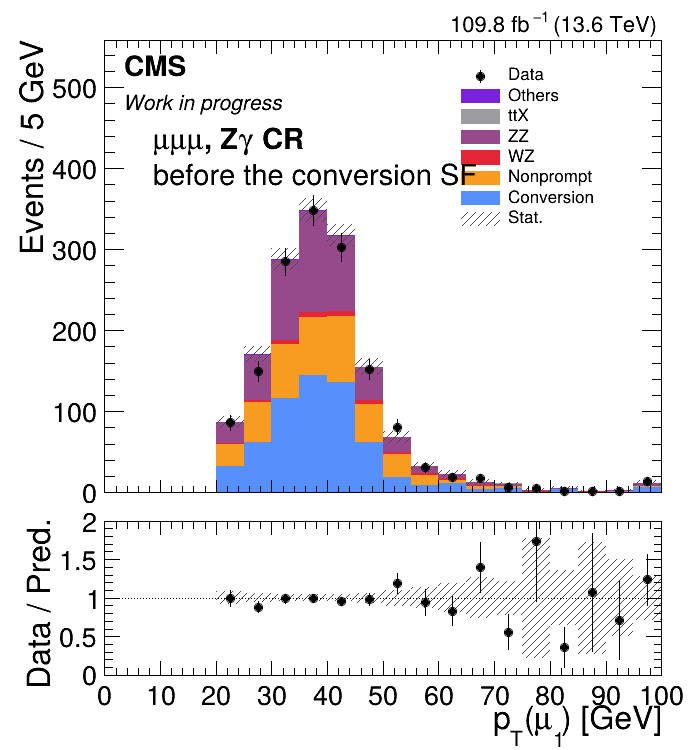 109.8 fb⁻¹ (13.6 TeV)
CMS
Work in progress
μμμ, Zγ CR
before the conversion SF
Data
Others
ttX
ZZ
WZ
Nonprompt
Conversion
Stat.
Events / 5 GeV
500
400
300
200
100
0
Data / Pred.
2
1.5
1
0.5
0
0 10 20 30 40 50 60 70 80 90 100
p_T(μ_1) [GeV]